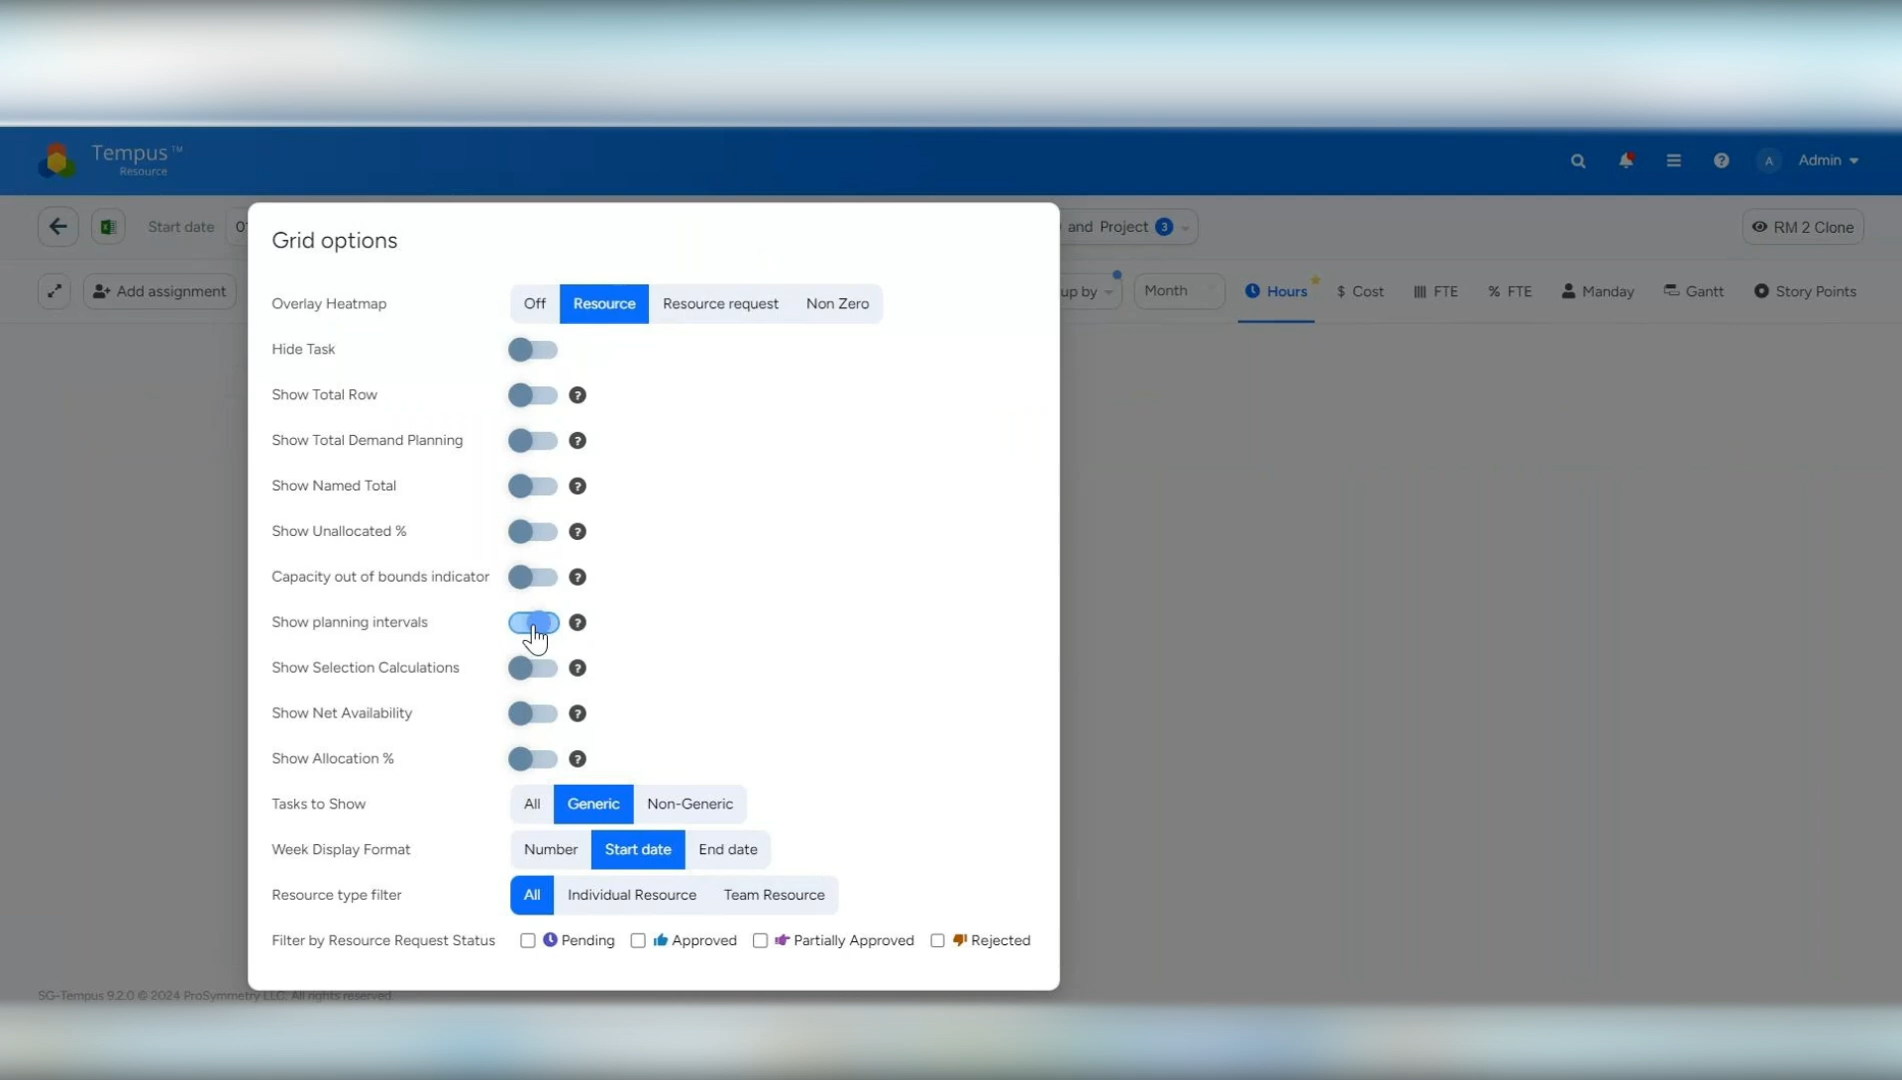 Tempus ™
Resource
A Admin
Start date 01
and Project 3
RM 2 Clone
Add assignment
up by
Month
Hours
$ Cost
FTE
% FTE
Manday
Gantt
Story Points
Grid options
Overlay Heatmap Off Resource Resource request Non Zero
Hide Task
Show Total Row ?
Show Total Demand Planning ?
Show Named Total ?
Show Unallocated % ?
Capacity out of bounds indicator ?
Show planning intervals ?
Show Selection Calculations ?
Show Net Availability ?
Show Allocation % ?
Tasks to Show All Generic Non-Generic
Week Display Format Number Start date End date
Resource type filter All Individual Resource Team Resource
Filter by Resource Request Status Pending Approved Partially Approved Rejected
SG-Tempus 9.2.0 © 2024 ProSymmetry LLC. All rights reserved.